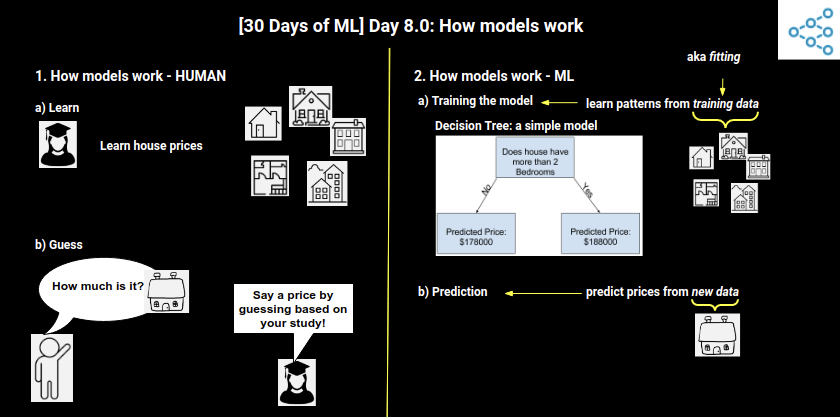 [30 Days of ML] Day 8.0: How models work
1. How models work - HUMAN
a) Learn
Learn house prices
b) Guess
How much is it?
Say a price by
guessing based on
your study!
2. How models work - ML
aka fitting
a) Training the model
learn patterns from training data
Decision Tree: a simple model
Does house have
more than 2
Bedrooms
No
Yes
Predicted Price:
$178000
Predicted Price:
$188000
b) Prediction
predict prices from new data